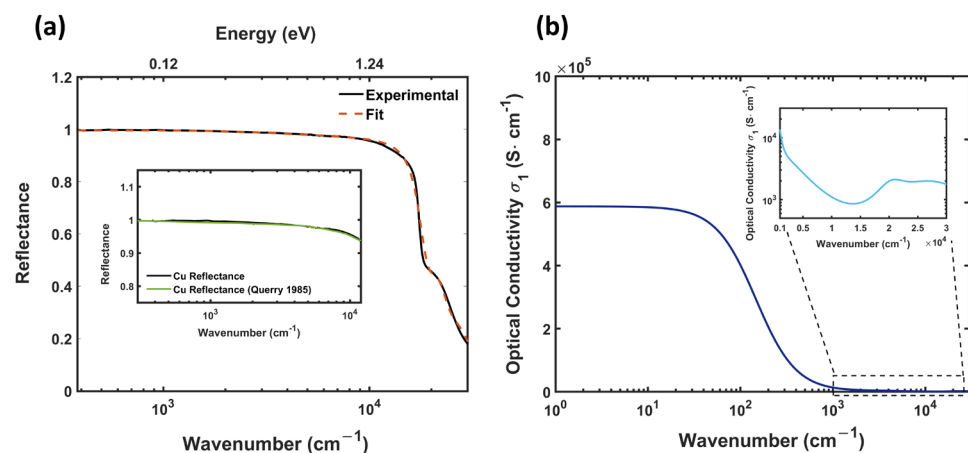 (a)
Energy (eV)
0.12
1.24
1.2
1
0.8
0.6
0.4
0.2
0
Reflectance
Experimental
Fit
1.1
1
0.9
0.8
Reflectance
Cu Reflectance
Cu Reflectance (Querry 1985)
10³
10⁴
Wavenumber (cm⁻¹)
10³
10⁴
Wavenumber (cm⁻¹)
(b)
×10⁵
10
8
6
4
2
0
Optical Conductivity σ₁ (S· cm⁻¹)
Optical Conductivity σ₁ (S· cm⁻¹)
10⁴
10³
0.1
0.5
1
1.5
2
2.5
3
Wavenumber (cm⁻¹)
×10⁴
10⁰
10¹
10²
10³
10⁴
Wavenumber (cm⁻¹)